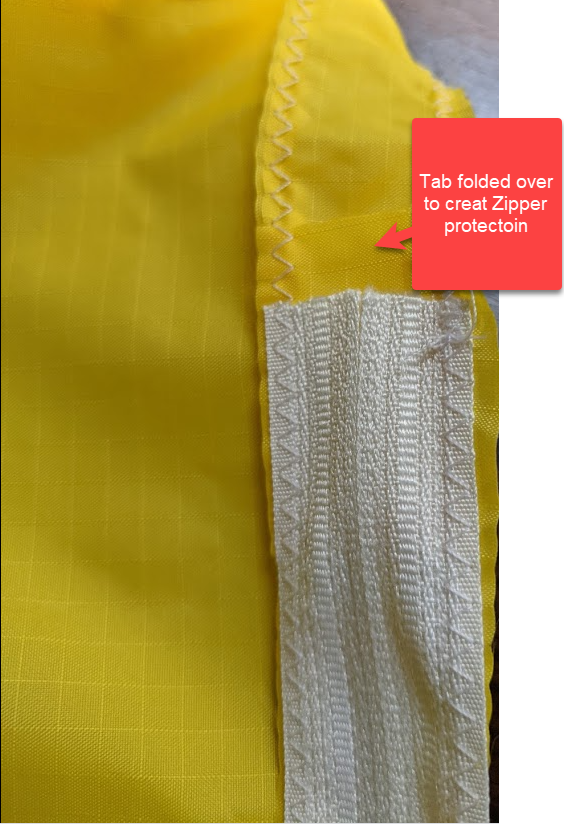 Tab folded over
to creat Zipper
protectoin